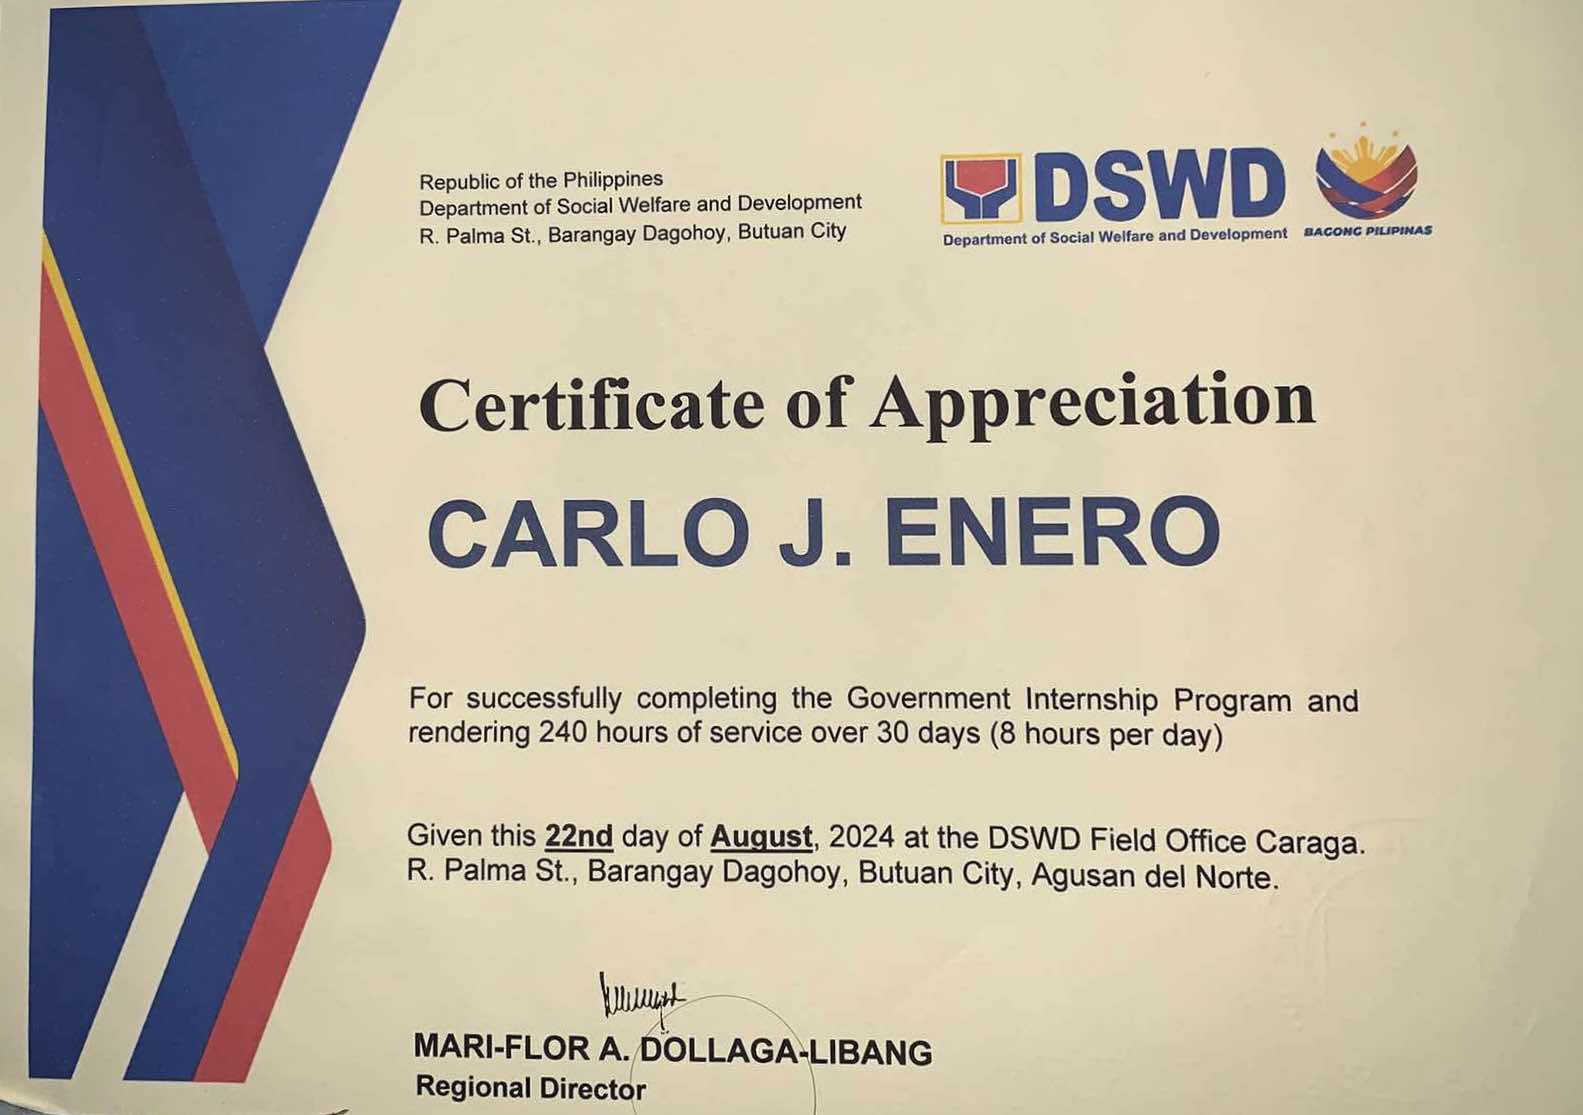 Republic of the Philippines
Department of Social Welfare and Development
R. Palma St., Barangay Dagohoy, Butuan City
DSWD
Department of Social Welfare and Development
BAGONG PILIPINAS
Certificate of Appreciation
CARLO J. ENERO
For successfully completing the Government Internship Program and
rendering 240 hours of service over 30 days (8 hours per day)
Given this 22nd day of August, 2024 at the DSWD Field Office Caraga.
R. Palma St., Barangay Dagohoy, Butuan City, Agusan del Norte.
MARI-FLOR A. DOLLAGA-LIBANG
Regional Director